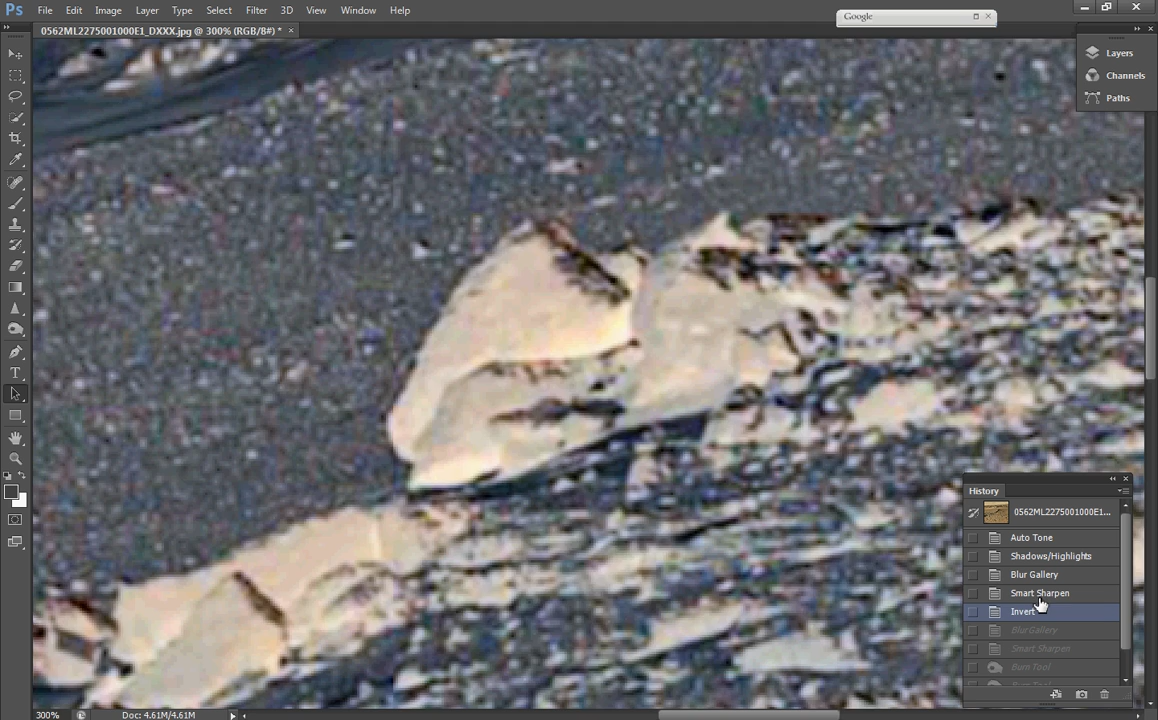 Ps File Edit Image Layer Type Select Filter 3D View Window Help
Google
0562ML2275001000E1_DXXX.jpg @ 300% (RGB/8#) *
Layers
Channels
Paths
History
0562ML2275001000E1...
Auto Tone
Shadows/Highlights
Blur Gallery
Smart Sharpen
Invert
Blur Gallery
Smart Sharpen
Burn Tool
300% Doc: 4.61M/4.61M